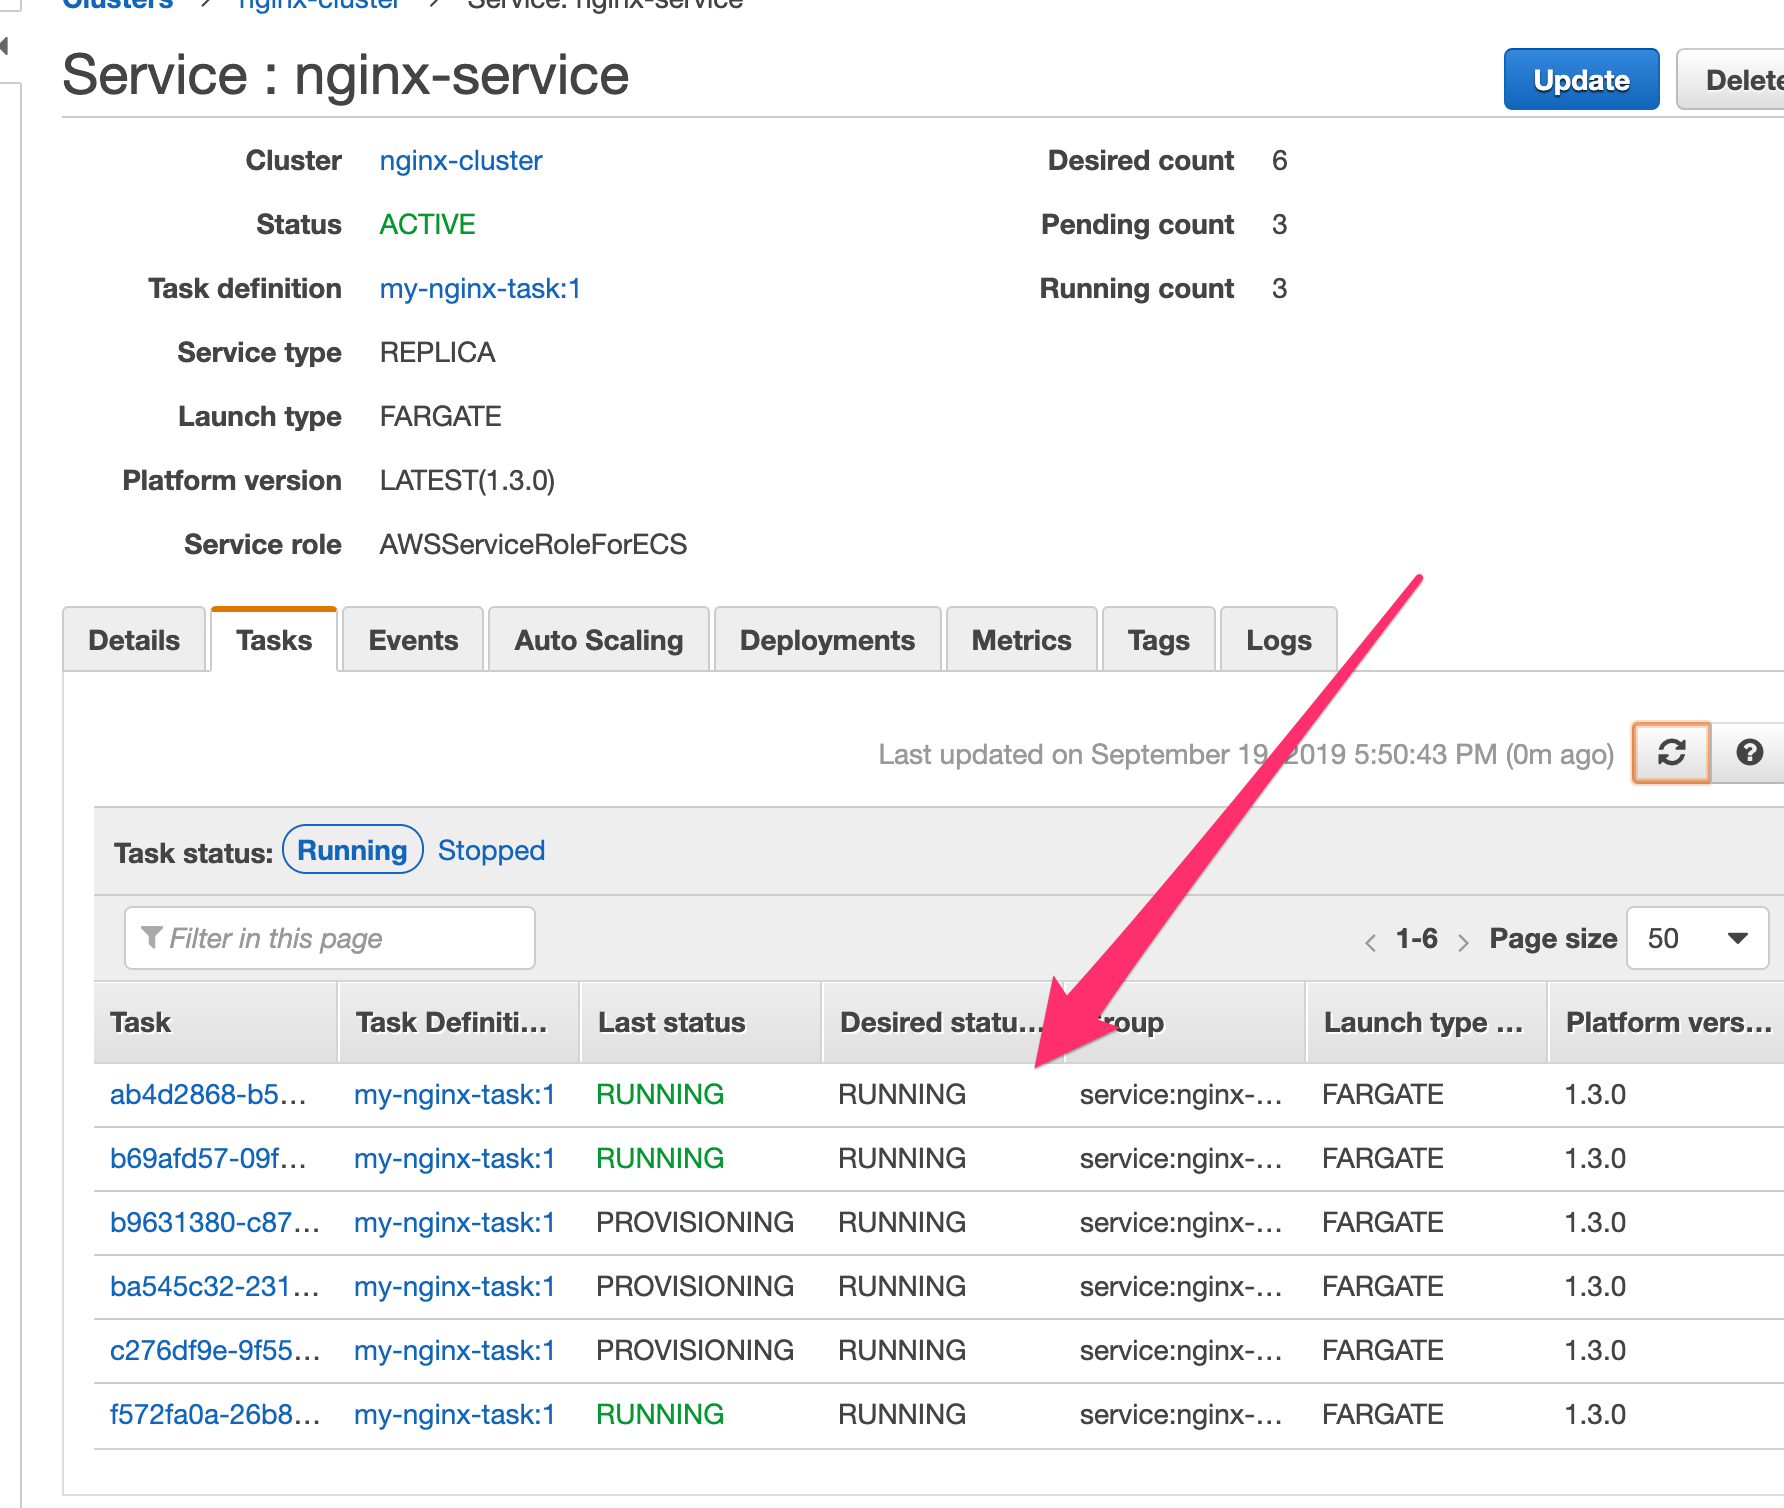 Clusters > nginx-cluster > Service: nginx-service
Service : nginx-service
Update
Delete
Cluster nginx-cluster
Desired count 6
Status ACTIVE
Pending count 3
Task definition my-nginx-task:1
Running count 3
Service type REPLICA
Launch type FARGATE
Platform version LATEST(1.3.0)
Service role AWSServiceRoleForECS
Details Tasks Events Auto Scaling Deployments Metrics Tags Logs
Last updated on September 19, 2019 5:50:43 PM (0m ago)
Task status: Running Stopped
Filter in this page
< 1-6 > Page size 50
Task Task Definiti... Last status Desired statu... Group Launch type ... Platform vers...
ab4d2868-b5... my-nginx-task:1 RUNNING RUNNING service:nginx-... FARGATE 1.3.0
b69afd57-09f... my-nginx-task:1 RUNNING RUNNING service:nginx-... FARGATE 1.3.0
b9631380-c87... my-nginx-task:1 PROVISIONING RUNNING service:nginx-... FARGATE 1.3.0
ba545c32-231... my-nginx-task:1 PROVISIONING RUNNING service:nginx-... FARGATE 1.3.0
c276df9e-9f55... my-nginx-task:1 PROVISIONING RUNNING service:nginx-... FARGATE 1.3.0
f572fa0a-26b8... my-nginx-task:1 RUNNING RUNNING service:nginx-... FARGATE 1.3.0